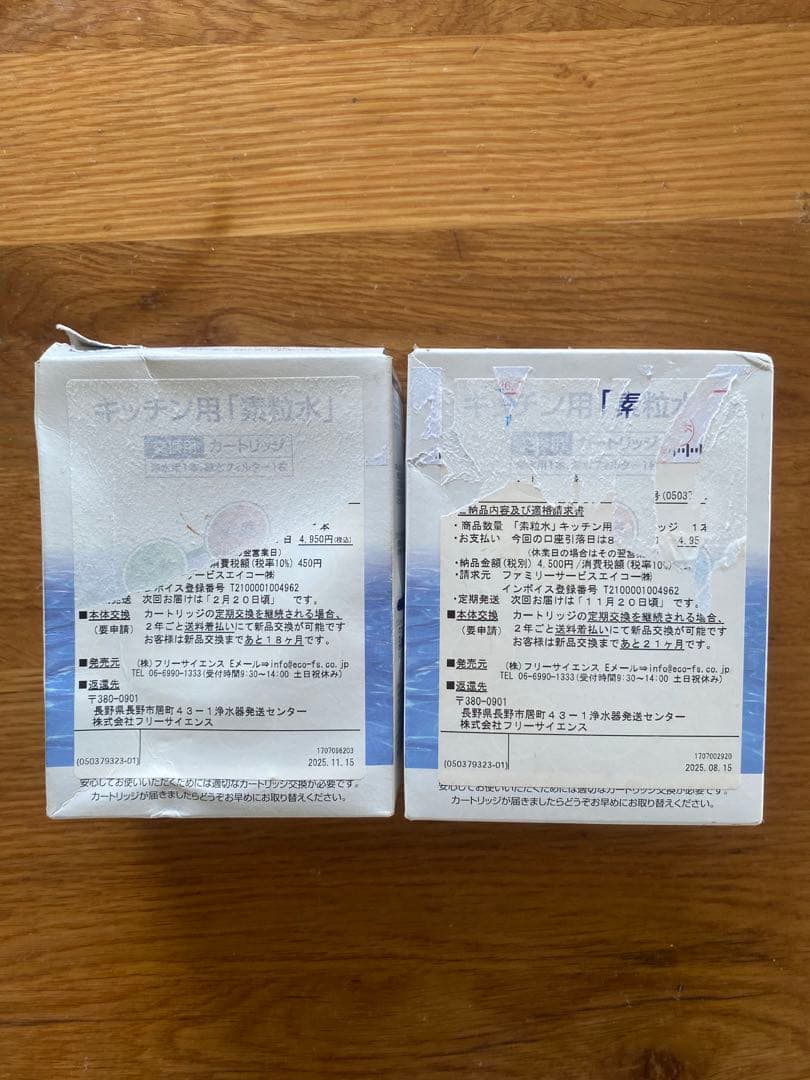 キッチン用「素粒水」
交換用 カートリッジ
1本
日 4,950円(税込)
翌営業日)
消費税額(税率10%) 450円
ービスエイコー㈱
ンボイス登録番号 T2100001004962
発送 次回お届けは「2月20日頃」 です。
■本体交換 カートリッジの定期交換を継続される場合、
(要申請) 2年ごと送料着払いにて新品交換が可能です
お客様は新品交換まであと18ヶ月です。
■発売元 (株)フリーサイエンス Eメール⇒info@eco-fs.co.jp
TEL 06-6990-1333(受付時間9:30~14:00 土日祝休み)
■返還先
〒380-0901
長野県長野市居町43-1浄水器発送センター
株式会社フリーサイエンス
1707096203
(050379323-01) 2025.11.15
安心してお使いいただくためには適切なカートリッジ交換が必要です。
カートリッジが届きましたらどうぞお早めにお取り替えください。
キッチン用「素粒水
カートリッジ
号(05037
納品内容及び適格請求書
・商品数量 「素粒水」キッチン用 ッジ 1本
・お支払い 今回の口座引落日は8 4,95
(休業日の場合はその翌営業
・納品金額(税別) 4,500円/消費税額(税率10%)
・請求元 ファミリーサービスエイコー㈱
インボイス登録番号 T2100001004962
・定期発送 次回お届けは「11月20日頃」です。
■本体交換 カートリッジの定期交換を継続される場合、
(要申請) 2年ごと送料着払いにて新品交換が可能です
お客様は新品交換まであと21ヶ月です。
■発売元 (株)フリーサイエンス Eメール⇒info@eco-fs.co.jp
TEL 06-6990-1333(受付時間9:30~14:00 土日祝休み)
■返還先
〒380-0901
長野県長野市居町43-1浄水器発送センター
株式会社フリーサイエンス
1707002920
(050379323-01) 2025.08.15
安心してお使いいただくためには適切なカートリッジ交換が必要です。
カートリッジが届きましたらどうぞお早めにお取り替えください。